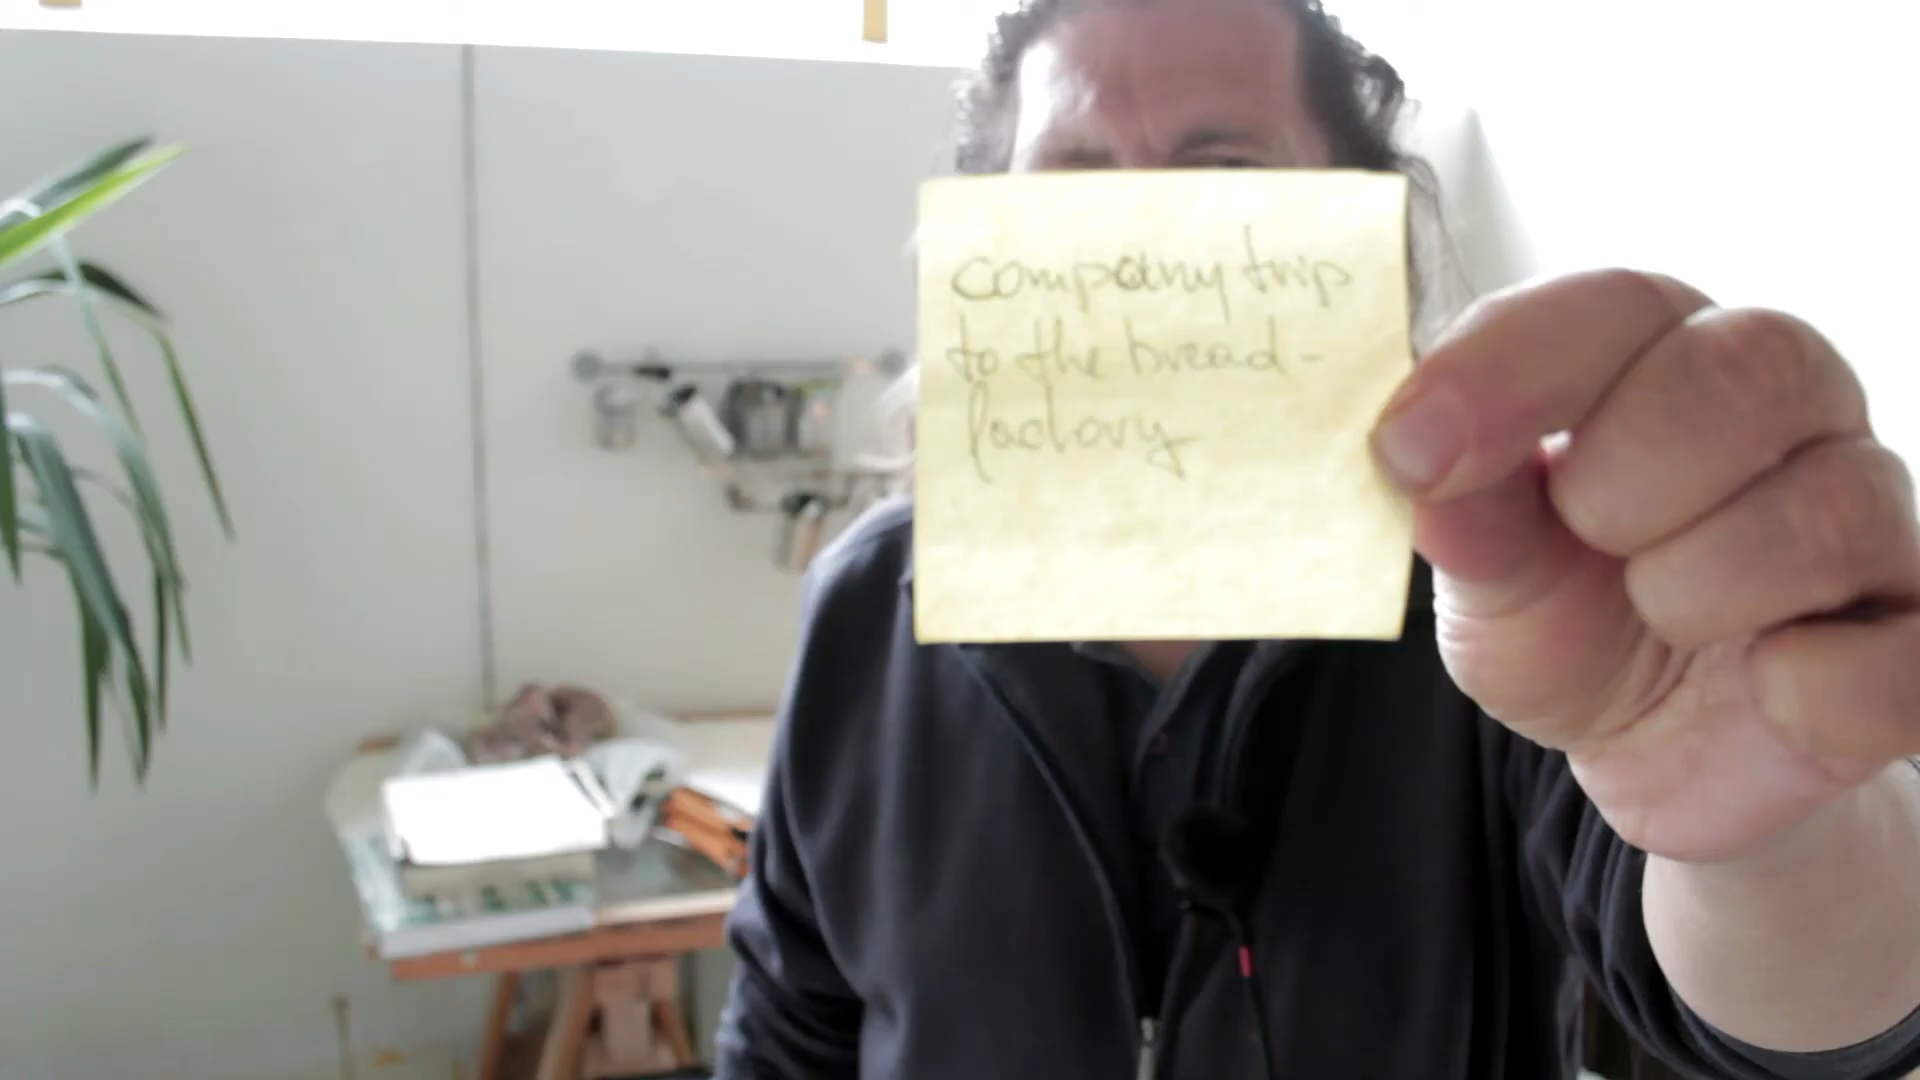 company trip
to the bread-
factory